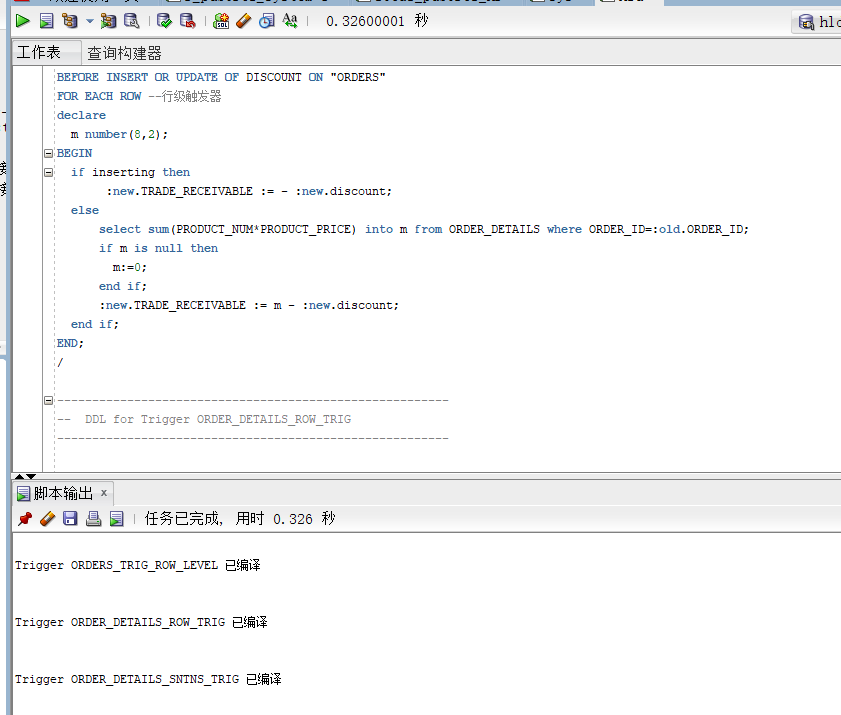 0.32600001 秒
工作表 查询构建器
BEFORE INSERT OR UPDATE OF DISCOUNT ON "ORDERS"
FOR EACH ROW --行级触发器
declare
m number(8,2);
BEGIN
if inserting then
:new.TRADE_RECEIVABLE := - :new.discount;
else
select sum(PRODUCT_NUM*PRODUCT_PRICE) into m from ORDER_DETAILS where ORDER_ID=:old.ORDER_ID;
if m is null then
m:=0;
end if;
:new.TRADE_RECEIVABLE := m - :new.discount;
end if;
END;
/
--------------------------------------------------------
-- DDL for Trigger ORDER_DETAILS_ROW_TRIG
--------------------------------------------------------
脚本输出 x
任务已完成, 用时 0.326 秒
Trigger ORDERS_TRIG_ROW_LEVEL 已编译
Trigger ORDER_DETAILS_ROW_TRIG 已编译
Trigger ORDER_DETAILS_SNTNS_TRIG 已编译